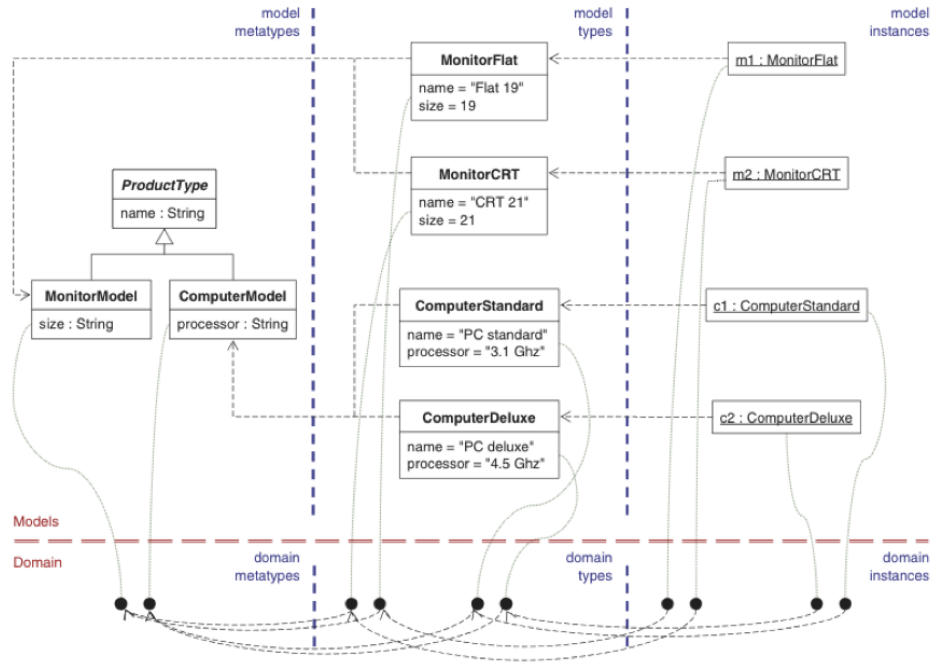 model
metatypes
model
types
model
instances
MonitorFlat
name = "Flat 19"
size = 19
m1 : MonitorFlat
MonitorCRT
name = "CRT 21"
size = 21
m2 : MonitorCRT
ProductType
name : String
MonitorModel
size : String
ComputerModel
processor : String
ComputerStandard
name = "PC standard"
processor = "3.1 Ghz"
c1 : ComputerStandard
ComputerDeluxe
name = "PC deluxe"
processor = "4.5 Ghz"
c2 : ComputerDeluxe
Models
Domain
domain
metatypes
domain
types
domain
instances